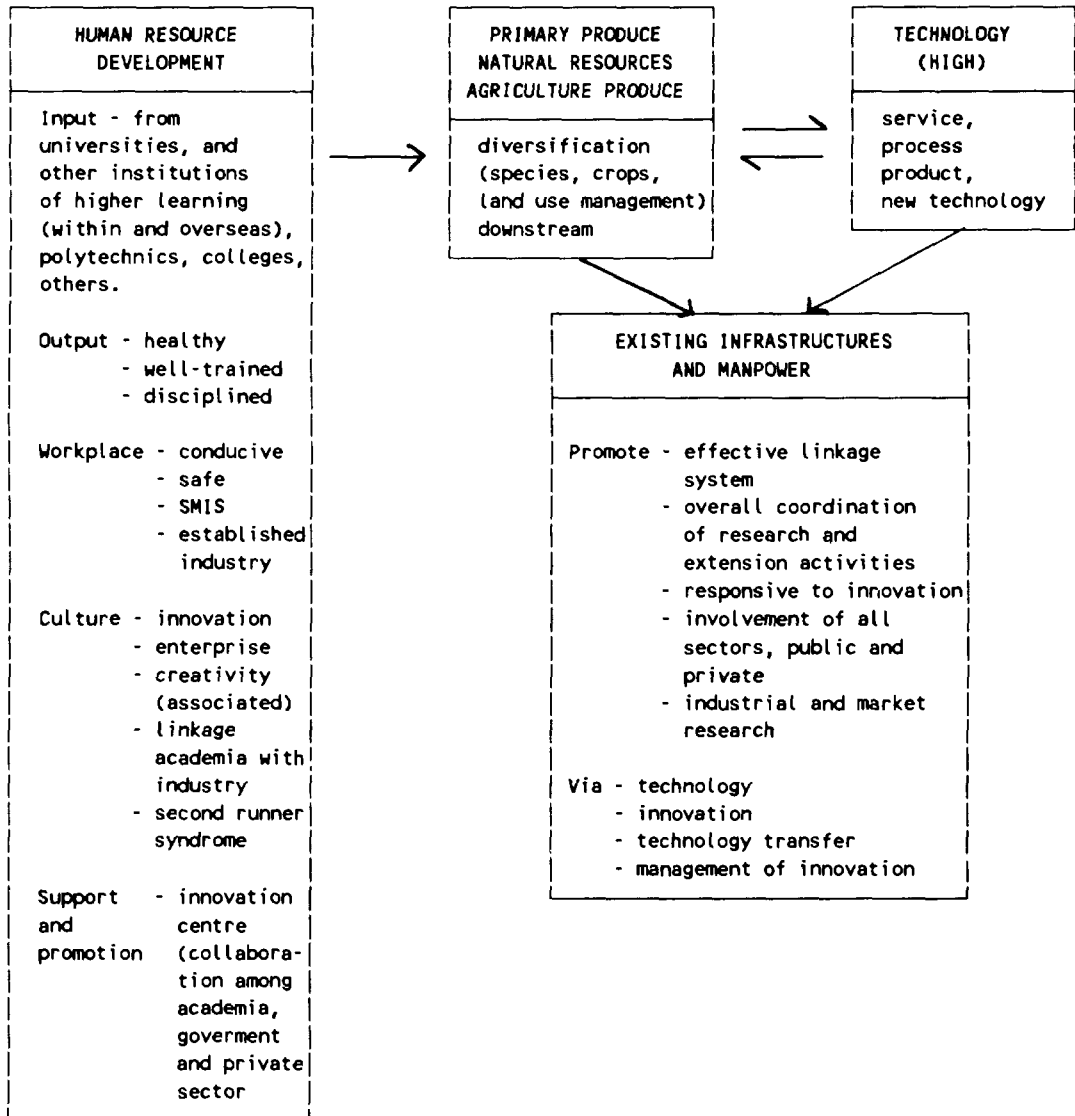 HUMAN RESOURCE
DEVELOPMENT
Input - from
universities, and
other institutions
of higher learning
(within and overseas),
polytechnics, colleges,
others.
Output - healthy
- well-trained
- disciplined
Workplace - conducive
- safe
- SMIS
- established
industry
Culture - innovation
- enterprise
- creativity
(associated)
- linkage
academia with
industry
- second runner
syndrome
Support - innovation
and centre
promotion (collabora-
tion among
academia,
goverment
and private
sector
PRIMARY PRODUCE
NATURAL RESOURCES
AGRICULTURE PRODUCE
diversification
(species, crops,
land use management)
downstream
TECHNOLOGY
(HIGH)
service,
process
product,
new technology
EXISTING INFRASTRUCTURES
AND MANPOWER
Promote - effective linkage
system
- overall coordination
of research and
extension activities
- responsive to innovation
- involvement of all
sectors, public and
private
- industrial and market
research
Via - technology
- innovation
- technology transfer
- management of innovation